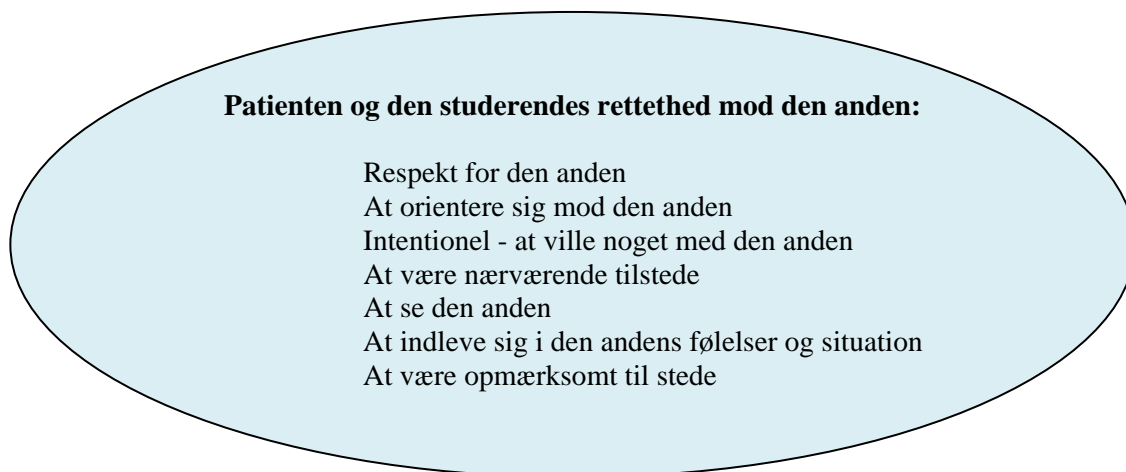 Patienten og den studerendes rettethed mod den anden:
Respekt for den anden
At orientere sig mod den anden
Intentionel - at ville noget med den anden
At være nærværende tilstede
At se den anden
At indleve sig i den andens følelser og situation
At være opmærksomt til stede